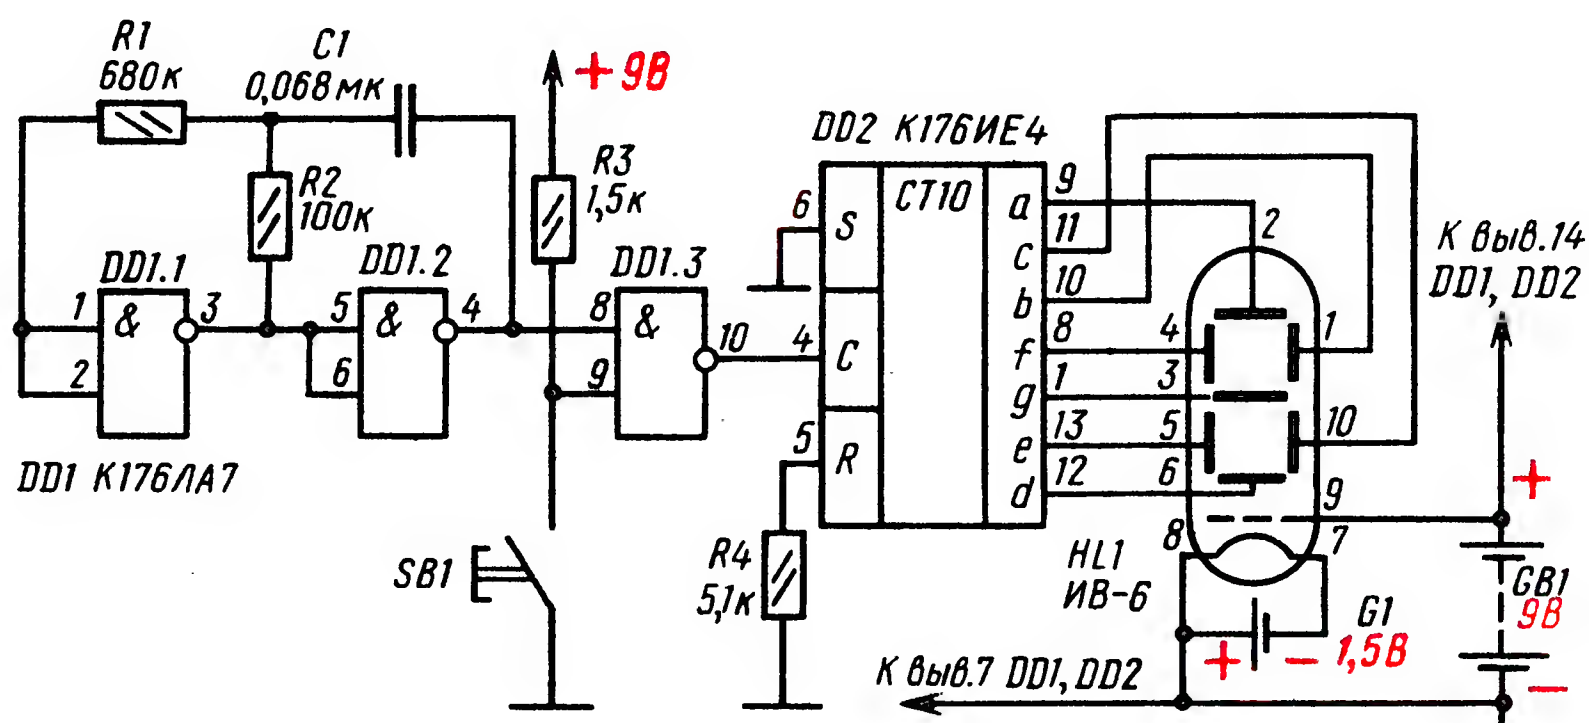 R1
680к
C1
0,068 мк
+ 9В
R2
100к
R3
1,5к
DD1.1
&
1
2
3
DD1.2
&
5
6
4
DD1.3
&
8
9
10
DD1 К176ЛА7
SB1
DD2 К176ИЕ4
CT10
6
S
4
C
5
R
R4
5,1к
a
9
c
11
b
10
f
8
g
1
e
13
d
12
2
4
1
3
5
10
6
9
8
7
HL1
ИВ-6
G1
1,5В
+
−
К выв.14
DD1, DD2
+
GB1
9В
−
К выв.7 DD1, DD2